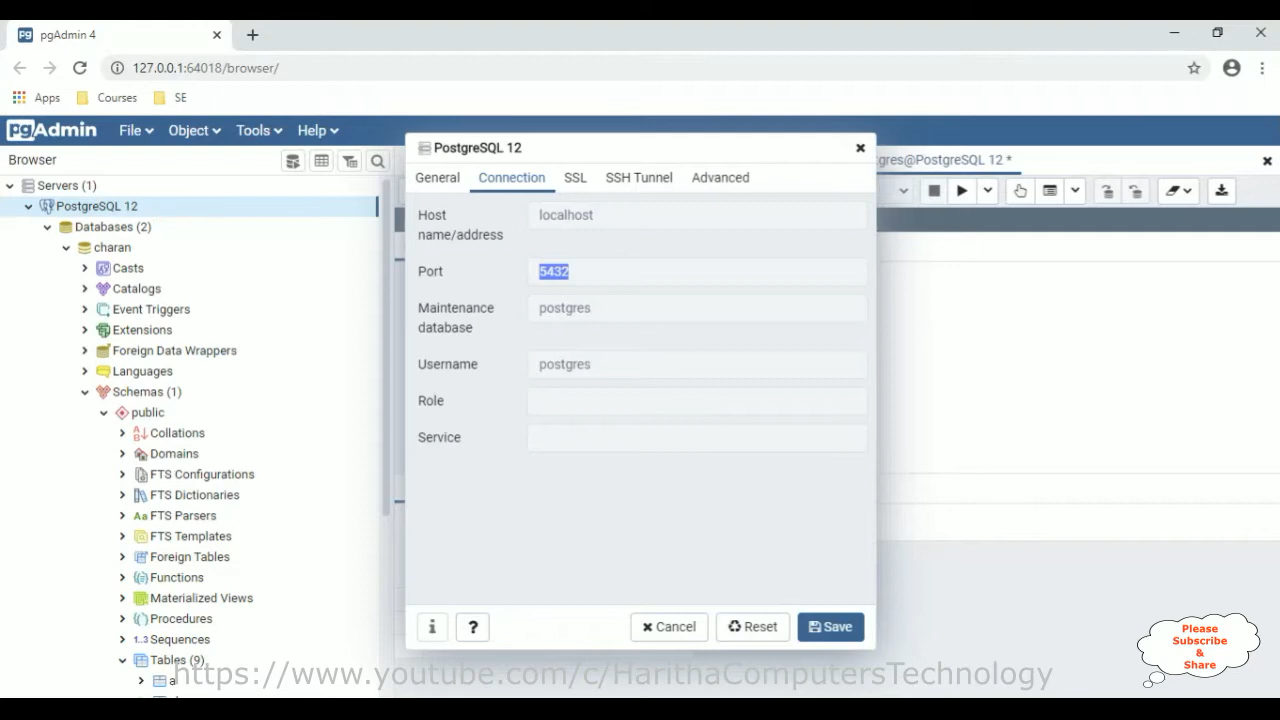 pgAdmin 4
127.0.0.1:64018/browser/
Apps
Courses
SE
pgAdmin
File
Object
Tools
Help
Browser
PostgreSQL 12
gres@PostgreSQL 12 *
General
Connection
SSL
SSH Tunnel
Advanced
Servers (1)
PostgreSQL 12
Databases (2)
charan
Casts
Catalogs
Event Triggers
Extensions
Foreign Data Wrappers
Languages
Schemas (1)
public
Collations
Domains
FTS Configurations
FTS Dictionaries
Aa FTS Parsers
FTS Templates
Foreign Tables
Functions
Materialized Views
Procedures
1..3 Sequences
Tables (9)
a
Host
name/address
localhost
Port
5432
Maintenance
database
postgres
Username
postgres
Role
Service
i
?
Cancel
Reset
Save
Please
Subscribe
&
Share
https://www.youtube.com/c/HarithaComputersTechnology